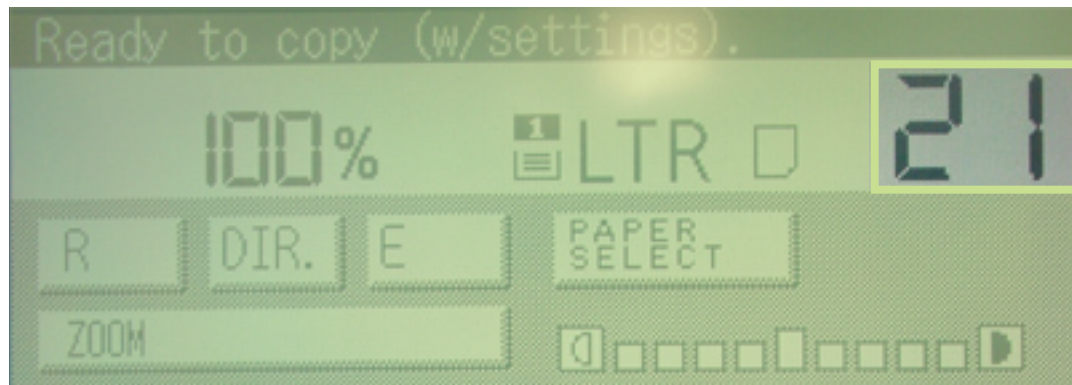 Ready to copy (w/settings).
100% 1 LTR 21
R DIR. E PAPER
SELECT
ZOOM